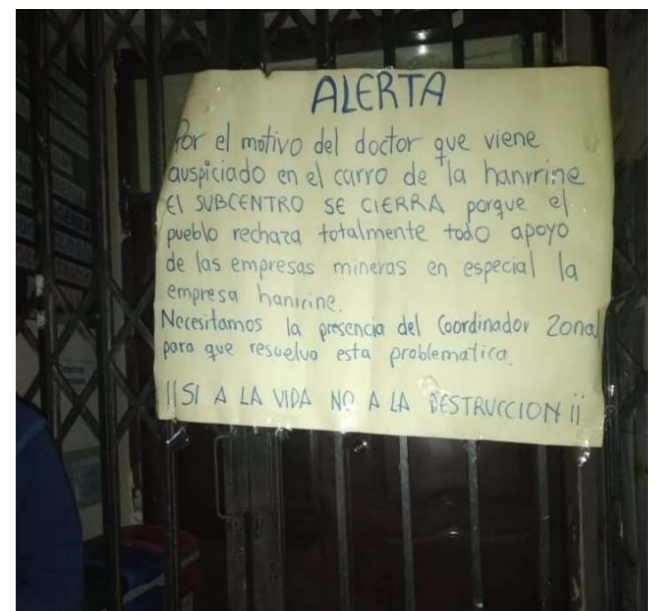 ALERTA
Por el motivo del doctor que viene
auspiciado en el carro de la hanrrine
El SUBCENTRO SE CIERRA porque el
pueblo rechaza totalmente todo apoyo
de las empresas mineras en especial la
empresa hanrrine.
Necesitamos la presencia del Coordinador Zonal
para que resuelva esta problematica.
¡¡SI A LA VIDA NO A LA DESTRUCCION ¡¡